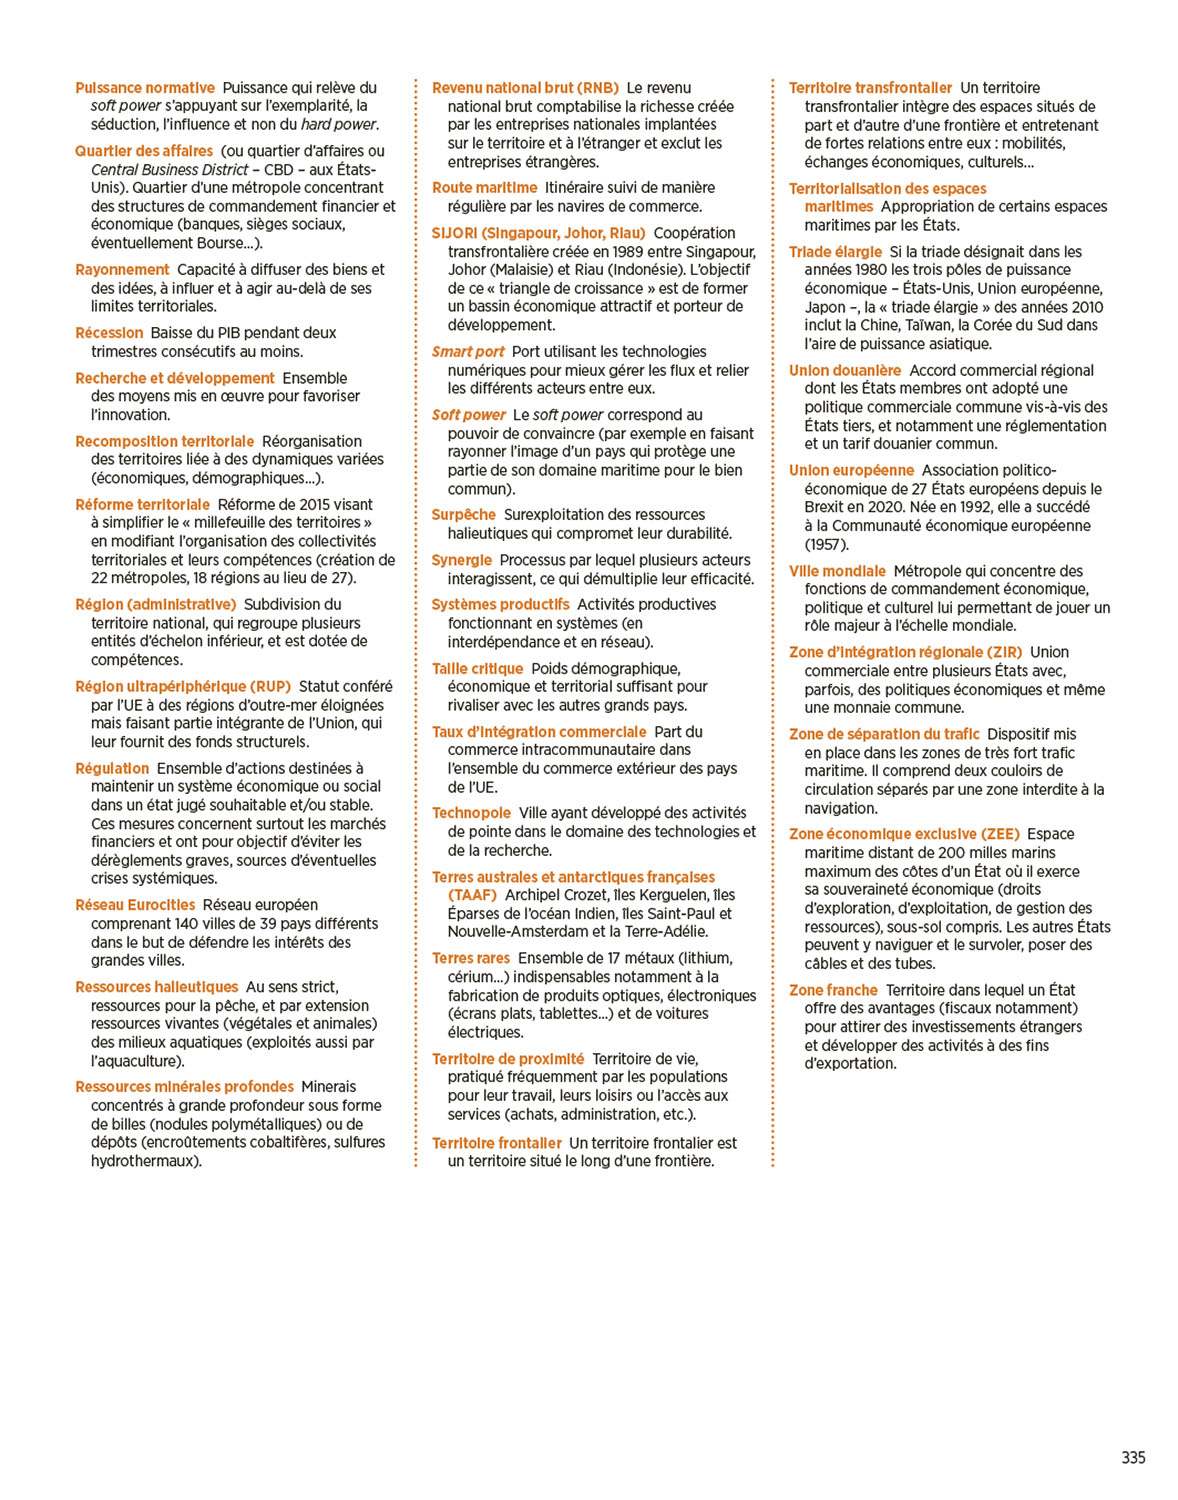 Puissance normative Puissance qui relève du
soft power s'appuyant sur l'exemplarité, la
séduction, l'influence et non du hard power.
Quartier des affaires (ou quartier d'affaires ou
Central Business District – CBD – aux États-
Unis). Quartier d'une métropole concentrant
des structures de commandement financier et
économique (banques, sièges sociaux,
éventuellement Bourse...).
Rayonnement Capacité à diffuser des biens et
des idées, à influer et à agir au-delà de ses
limites territoriales.
Récession Baisse du PIB pendant deux
trimestres consécutifs au moins.
Recherche et développement Ensemble
des moyens mis en œuvre pour favoriser
l'innovation.
Recomposition territoriale Réorganisation
des territoires liée à des dynamiques variées
(économiques, démographiques...).
Réforme territoriale Réforme de 2015 visant
à simplifier le « millefeuille des territoires »
en modifiant l'organisation des collectivités
territoriales et leurs compétences (création de
22 métropoles, 18 régions au lieu de 27).
Région (administrative) Subdivision du
territoire national, qui regroupe plusieurs
entités d'échelon inférieur, et est dotée de
compétences.
Région ultrapériphérique (RUP) Statut conféré
par l'UE à des régions d'outre-mer éloignées
mais faisant partie intégrante de l'Union, qui
leur fournit des fonds structurels.
Régulation Ensemble d'actions destinées à
maintenir un système économique ou social
dans un état jugé souhaitable et/ou stable.
Ces mesures concernent surtout les marchés
financiers et ont pour objectif d'éviter les
dérèglements graves, sources d'éventuelles
crises systémiques.
Réseau Eurocities Réseau européen
comprenant 140 villes de 39 pays différents
dans le but de défendre les intérêts des
grandes villes.
Ressources halieutiques Au sens strict,
ressources pour la pêche, et par extension
ressources vivantes (végétales et animales)
des milieux aquatiques (exploités aussi par
l'aquaculture).
Ressources minérales profondes Minerais
concentrés à grande profondeur sous forme
de billes (nodules polymétalliques) ou de
dépôts (encroûtements cobaltifères, sulfures
hydrothermaux).
Revenu national brut (RNB) Le revenu
national brut comptabilise la richesse créée
par les entreprises nationales implantées
sur le territoire et à l'étranger et exclut les
entreprises étrangères.
Route maritime Itinéraire suivi de manière
régulière par les navires de commerce.
SIJORI (Singapour, Johor, Riau) Coopération
transfrontalière créée en 1989 entre Singapour,
Johor (Malaisie) et Riau (Indonésie). L'objectif
de ce « triangle de croissance » est de former
un bassin économique attractif et porteur de
développement.
Smart port Port utilisant les technologies
numériques pour mieux gérer les flux et relier
les différents acteurs entre eux.
Soft power Le soft power correspond au
pouvoir de convaincre (par exemple en faisant
rayonner l'image d'un pays qui protège une
partie de son domaine maritime pour le bien
commun).
Surpêche Surexploitation des ressources
halieutiques qui compromet leur durabilité.
Synergie Processus par lequel plusieurs acteurs
interagissent, ce qui démultiplie leur efficacité.
Systèmes productifs Activités productives
fonctionnant en systèmes (en
interdépendance et en réseau).
Taille critique Poids démographique,
économique et territorial suffisant pour
rivaliser avec les autres grands pays.
Taux d'intégration commerciale Part du
commerce intracommunautaire dans
l'ensemble du commerce extérieur des pays
de l'UE.
Technopole Ville ayant développé des activités
de pointe dans le domaine des technologies et
de la recherche.
Terres australes et antarctiques françaises
(TAAF) Archipel Crozet, îles Kerguelen, îles
Éparses de l'océan Indien, îles Saint-Paul et
Nouvelle-Amsterdam et la Terre-Adélie.
Terres rares Ensemble de 17 métaux (lithium,
cérium...) indispensables notamment à la
fabrication de produits optiques, électroniques
(écrans plats, tablettes...) et de voitures
électriques.
Territoire de proximité Territoire de vie,
pratiqué fréquemment par les populations
pour leur travail, leurs loisirs ou l'accès aux
services (achats, administration, etc.).
Territoire frontalier Un territoire frontalier est
un territoire situé le long d'une frontière.
Territoire transfrontalier Un territoire
transfrontalier intègre des espaces situés de
part et d'autre d'une frontière et entretenant
de fortes relations entre eux : mobilités,
échanges économiques, culturels...
Territorialisation des espaces
maritimes Appropriation de certains espaces
maritimes par les États.
Triade élargie Si la triade désignait dans les
années 1980 les trois pôles de puissance
économique – États-Unis, Union européenne,
Japon –, la « triade élargie » des années 2010
inclut la Chine, Taïwan, la Corée du Sud dans
l'aire de puissance asiatique.
Union douanière Accord commercial régional
dont les États membres ont adopté une
politique commerciale commune vis-à-vis des
États tiers, et notamment une réglementation
et un tarif douanier commun.
Union européenne Association politico-
économique de 27 États européens depuis le
Brexit en 2020. Née en 1992, elle a succédé
à la Communauté économique européenne
(1957).
Ville mondiale Métropole qui concentre des
fonctions de commandement économique,
politique et culturel lui permettant de jouer un
rôle majeur à l'échelle mondiale.
Zone d'intégration régionale (ZIR) Union
commerciale entre plusieurs États avec,
parfois, des politiques économiques et même
une monnaie commune.
Zone de séparation du trafic Dispositif mis
en place dans les zones de très fort trafic
maritime. Il comprend deux couloirs de
circulation séparés par une zone interdite à la
navigation.
Zone économique exclusive (ZEE) Espace
maritime distant de 200 milles marins
maximum des côtes d'un État où il exerce
sa souveraineté économique (droits
d'exploration, d'exploitation, de gestion des
ressources), sous-sol compris. Les autres États
peuvent y naviguer et le survoler, poser des
câbles et des tubes.
Zone franche Territoire dans lequel un État
offre des avantages (fiscaux notamment)
pour attirer des investissements étrangers
et développer des activités à des fins
d'exportation.
335